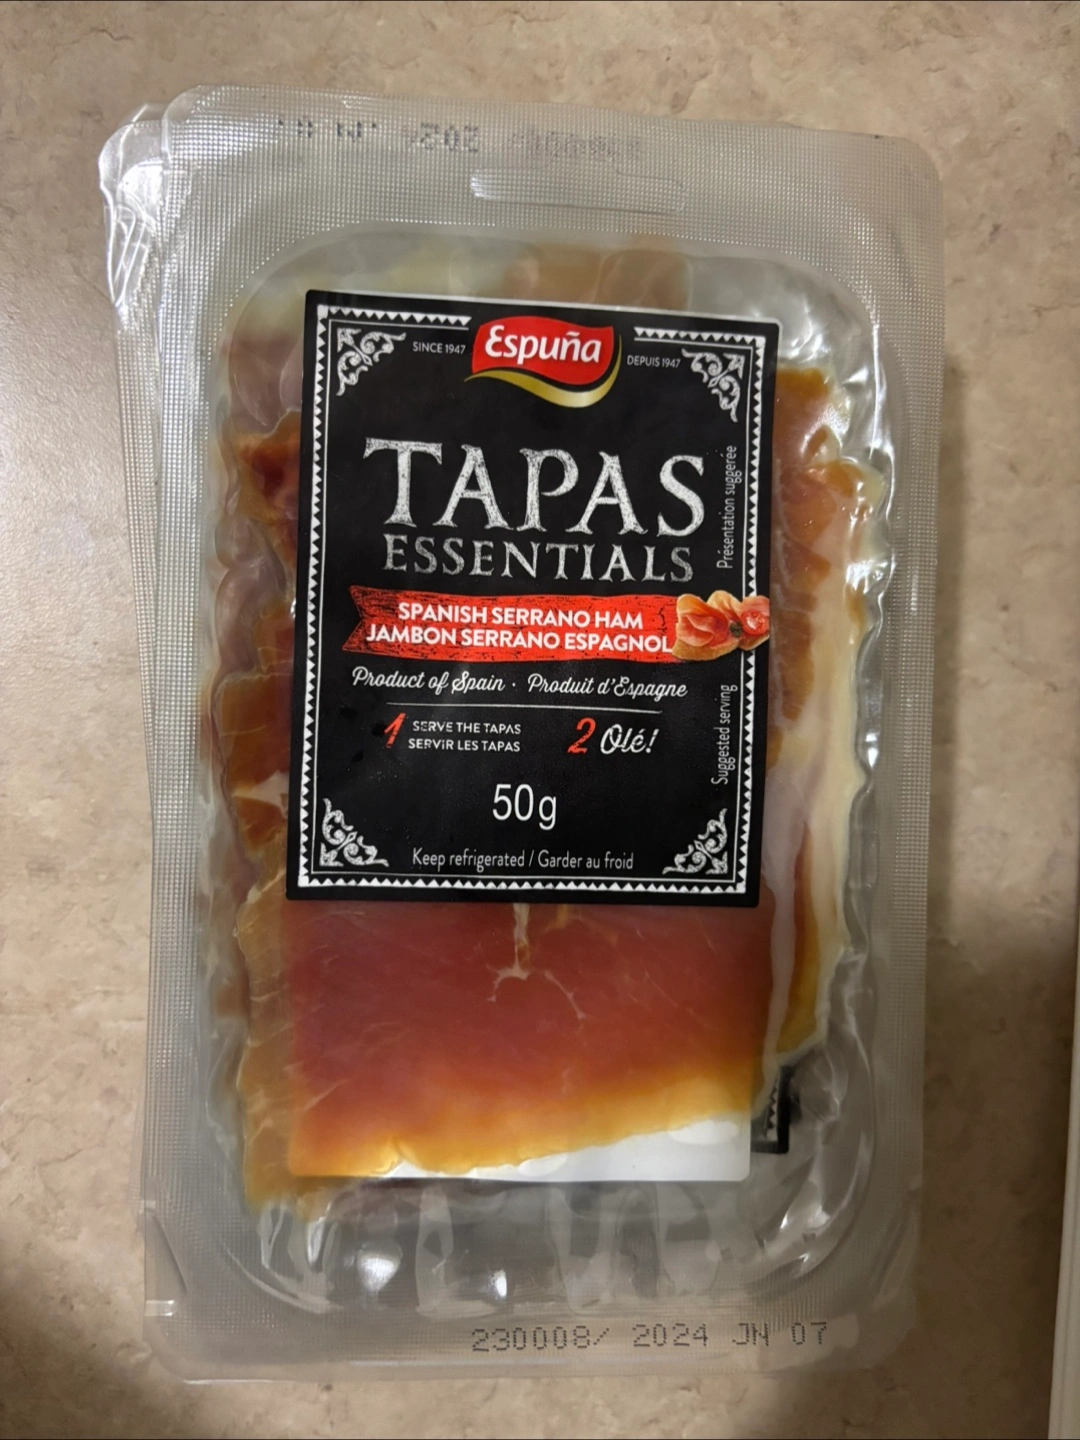 SINCE 1947
Espuña
DEPUIS 1947
TAPAS
ESSENTIALS
SPANISH SERRANO HAM
JAMBON SERRANO ESPAGNOL
Product of Spain · Produit d'Espagne
1 SERVE THE TAPAS
SERVIR LES TAPAS
2 Olé!
50g
Keep refrigerated / Garder au froid
Présentation suggérée
Suggested serving
230008/ 2024 JN 07